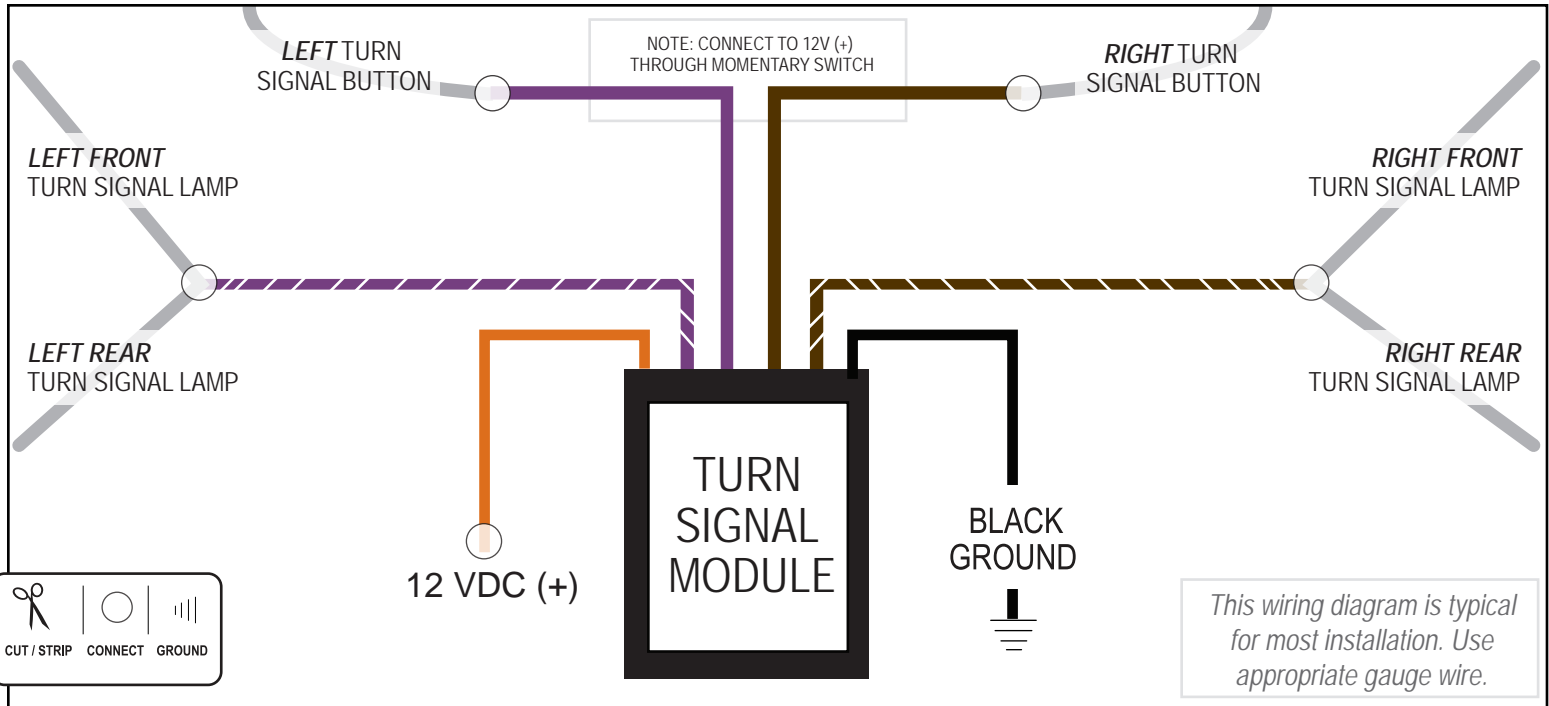 LEFT TURN
SIGNAL BUTTON
NOTE: CONNECT TO 12V (+)
THROUGH MOMENTARY SWITCH
RIGHT TURN
SIGNAL BUTTON
LEFT FRONT
TURN SIGNAL LAMP
RIGHT FRONT
TURN SIGNAL LAMP
LEFT REAR
TURN SIGNAL LAMP
RIGHT REAR
TURN SIGNAL LAMP
TURN
SIGNAL
MODULE
12 VDC (+)
BLACK
GROUND
CUT / STRIP
CONNECT
GROUND
This wiring diagram is typical
for most installation. Use
appropriate gauge wire.